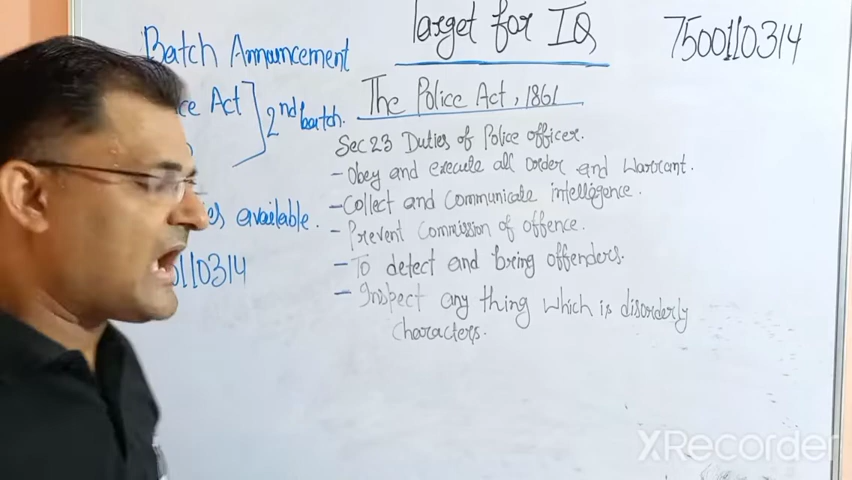 Target for IQ
7500110314
Batch Announcement
ce Act
2nd batch.
The Police Act, 1861
Sec 23 Duties of Police officer.
- Obey and execute all order and warrant.
- Collect and communicate intelligence.
es available.
- Prevent Commission of offence.
0110314
- To detect and bring offenders.
- Inspect any thing which is disorderly
characters.
XRecorder